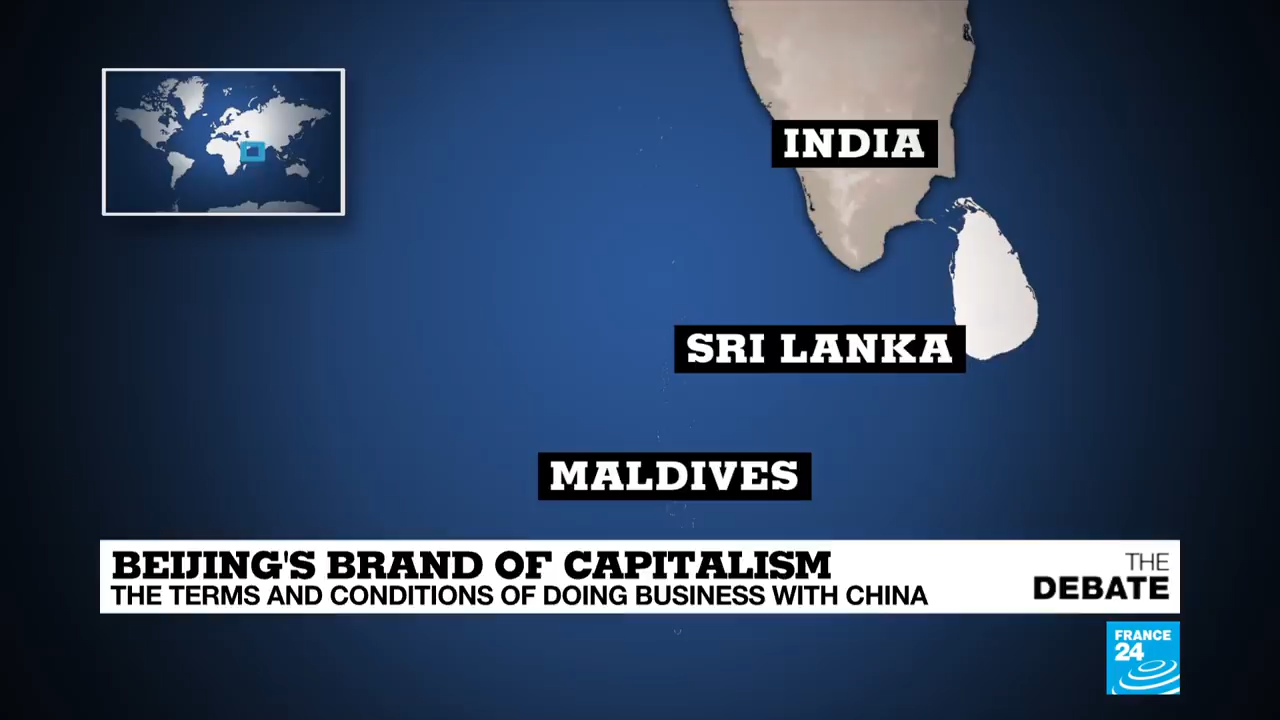 INDIA
SRI LANKA
MALDIVES
BEIJING'S BRAND OF CAPITALISM
THE TERMS AND CONDITIONS OF DOING BUSINESS WITH CHINA
THE
DEBATE
FRANCE
24